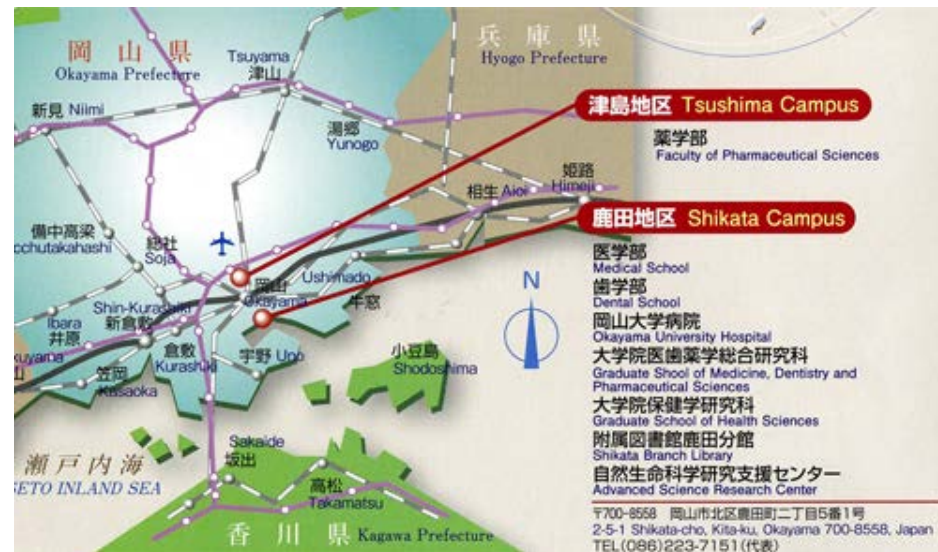 岡山県
Okayama Prefecture
兵庫県
Hyogo Prefecture
Tsuyama
津山
新見 Niimi
湯郷
Yunogo
津島地区 Tsushima Campus
薬学部
Faculty of Pharmaceutical Sciences
姫路
Himeji
相生 Aioi
鹿田地区 Shikata Campus
備中高梁
cchutakahashi
総社
Soja
岡山
Okayama
Ushimado
牛窓
Shin-Kurashiki
新倉敷
Ibara
井原
kuyama
山
倉敷
Kurashiki
宇野 Uno
笠岡
Kasaoka
小豆島
Shodoshima
N
医学部
Medical School
歯学部
Dental School
岡山大学病院
Okayama University Hospital
大学院医歯薬学総合研究科
Graduate Shool of Medicine, Dentistry and
Pharmaceutical Sciences
大学院保健学研究科
Graduate School of Health Sciences
附属図書館鹿田分館
Shikata Branch Library
自然生命科学研究支援センター
Advanced Science Research Center
瀬戸内海
SETO INLAND SEA
Sakaide
坂出
高松
Takamatsu
香川県 Kagawa Prefecture
〒700-8558 岡山市北区鹿田町二丁目5番1号
2-5-1 Shikata-cho, Kita-ku, Okayama 700-8558, Japan
TEL(086)223-7151(代表)